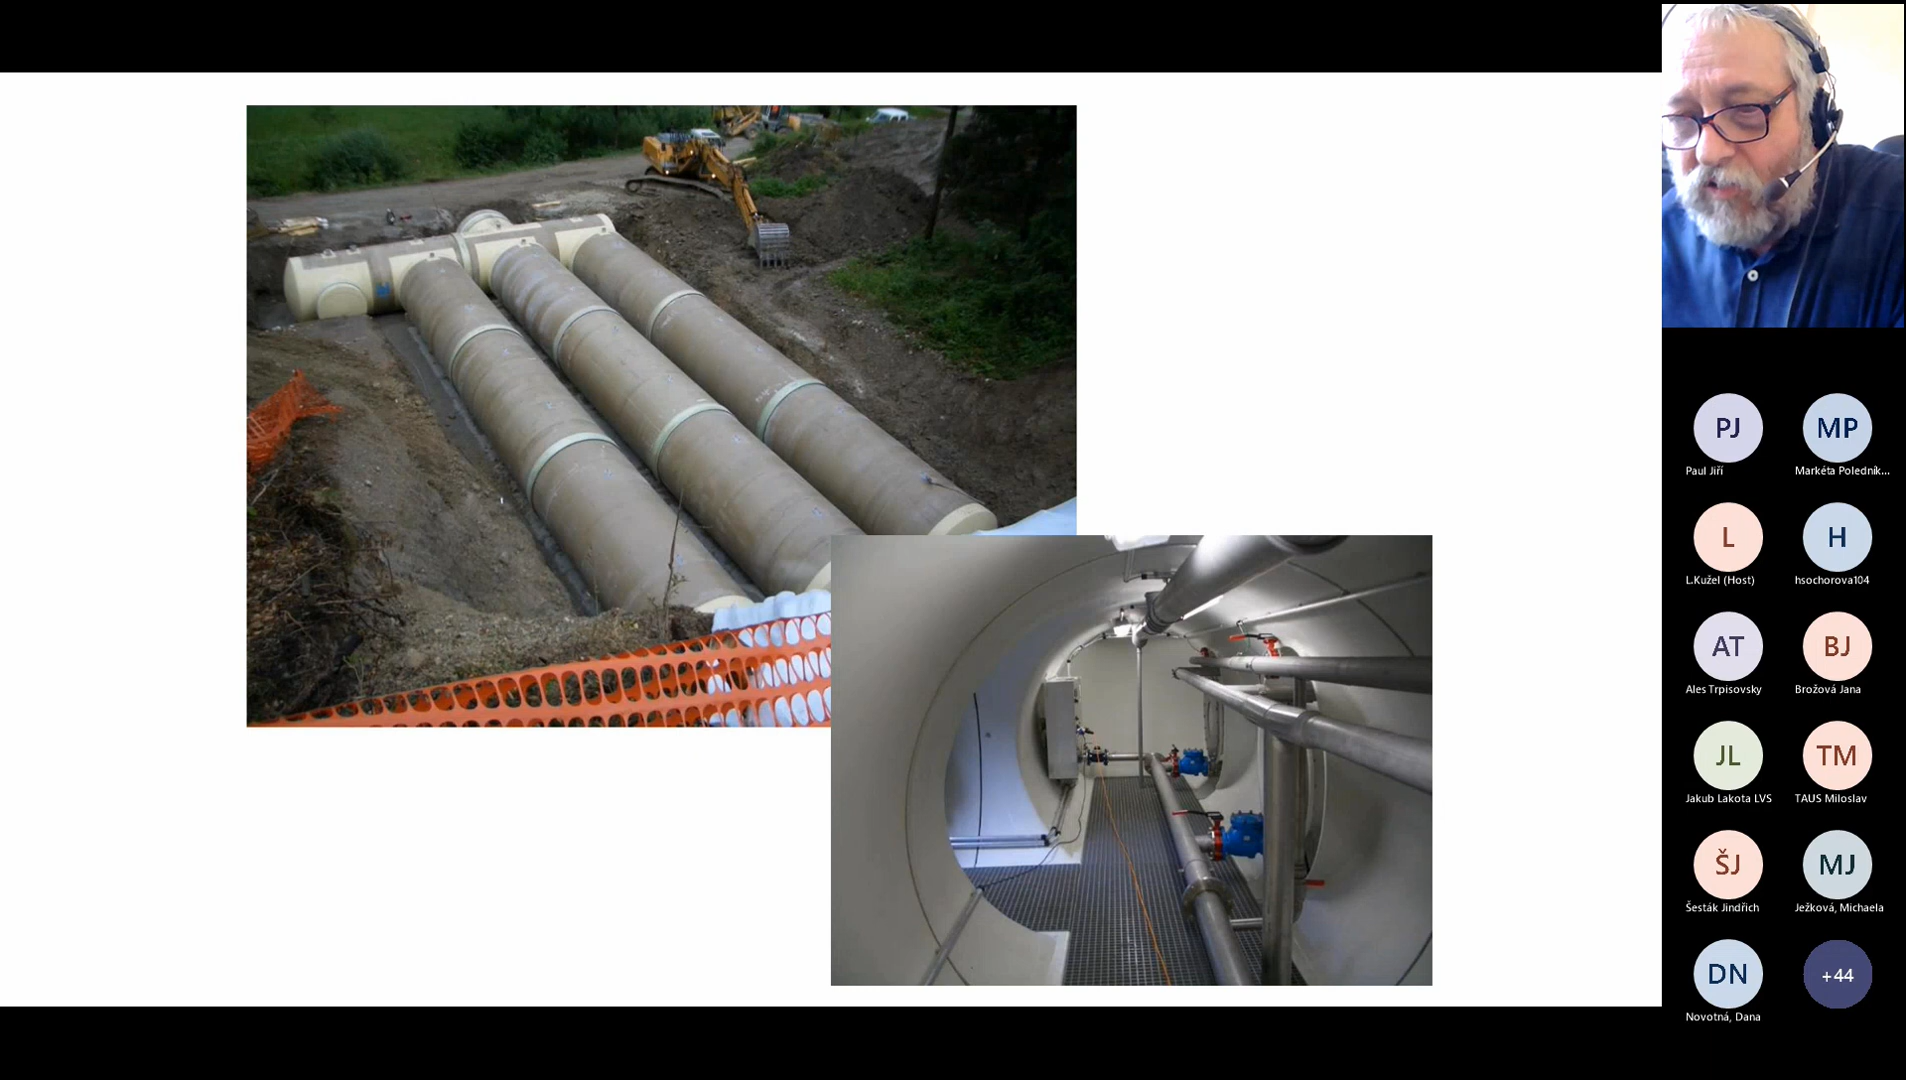 PJ
MP
Paul Jiří
Markéta Poledník...
L
H
L.Kužel (Host)
hsochorova104
AT
BJ
Ales Trpisovsky
Brožová Jana
JL
TM
Jakub Lakota LVS
TAUS Miloslav
ŠJ
MJ
Šesták Jindřich
Ježková, Michaela
DN
+44
Novotná, Dana